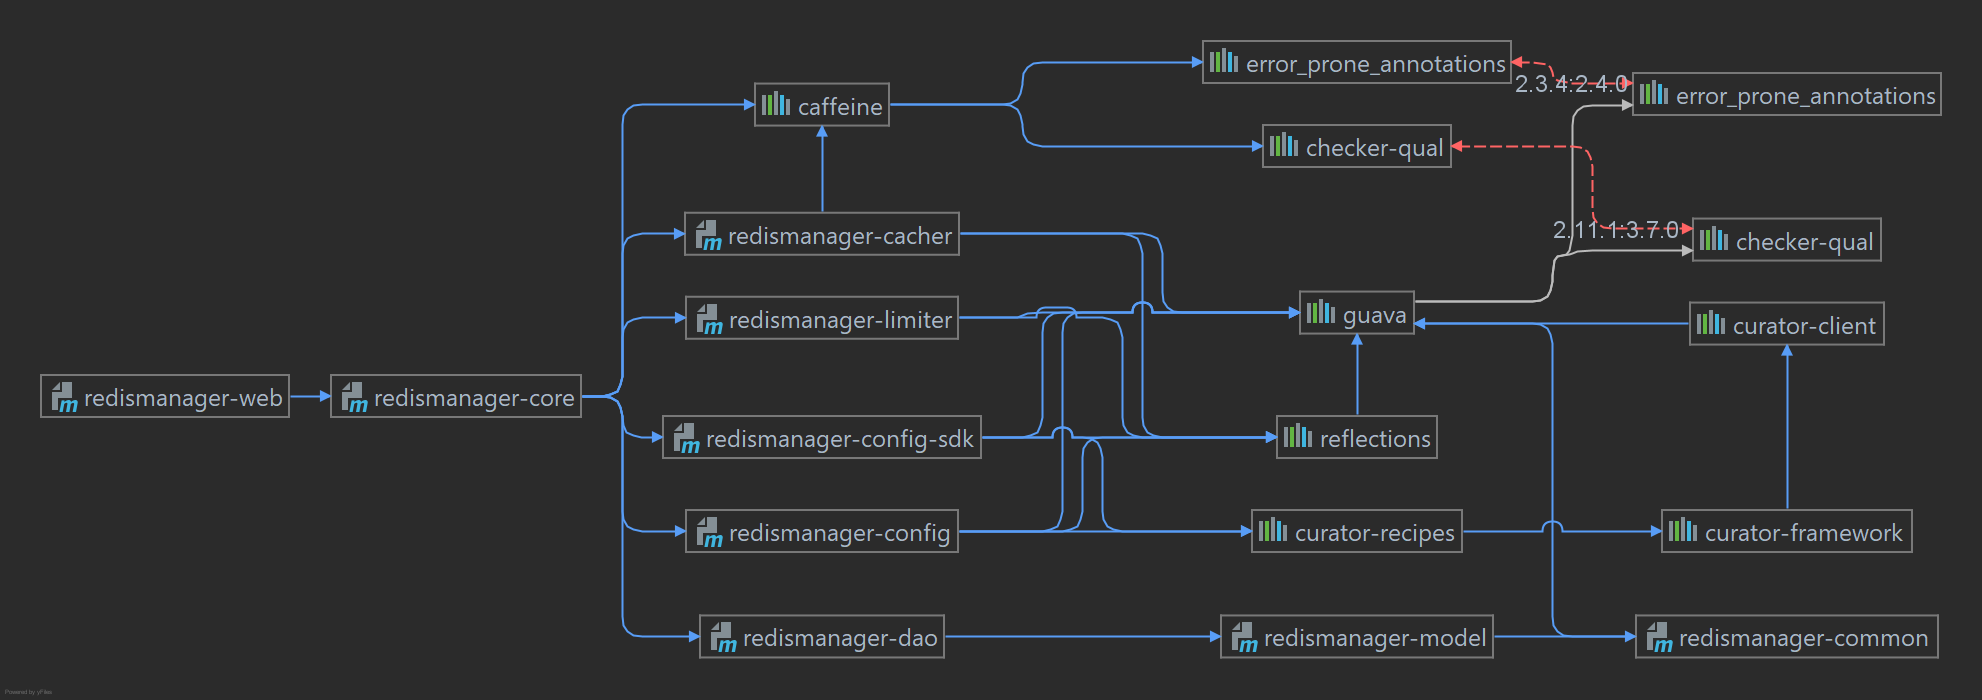 error_prone_annotations
2.3.4:2.4.0
error_prone_annotations
caffeine
checker-qual
redismanager-cacher
2.11.1:3.7.0
checker-qual
redismanager-limiter
guava
curator-client
redismanager-web
redismanager-core
redismanager-config-sdk
reflections
redismanager-config
curator-recipes
curator-framework
redismanager-dao
redismanager-model
redismanager-common
Powered by yFiles